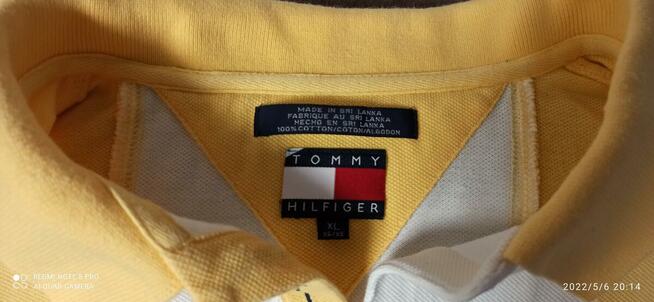 MADE IN SRI LANKA
FABRIQUE AU SRI LANKA
HECHO EN SRI LANKA
100% COTTON/COTON/ALGODON
TOMMY
HILFIGER
XL
REDMI NOTE 8 PRO
AI QUAD CAMERA
2022/5/6 20:14